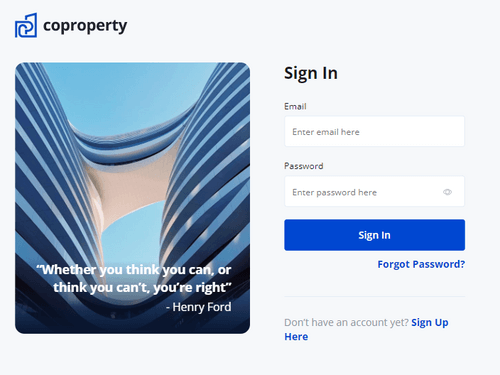 coproperty
“Whether you think you can, or
think you can’t, you’re right”
- Henry Ford
Sign In
Email
Enter email here
Password
Enter password here
Sign In
Forgot Password?
Don’t have an account yet? Sign Up
Here